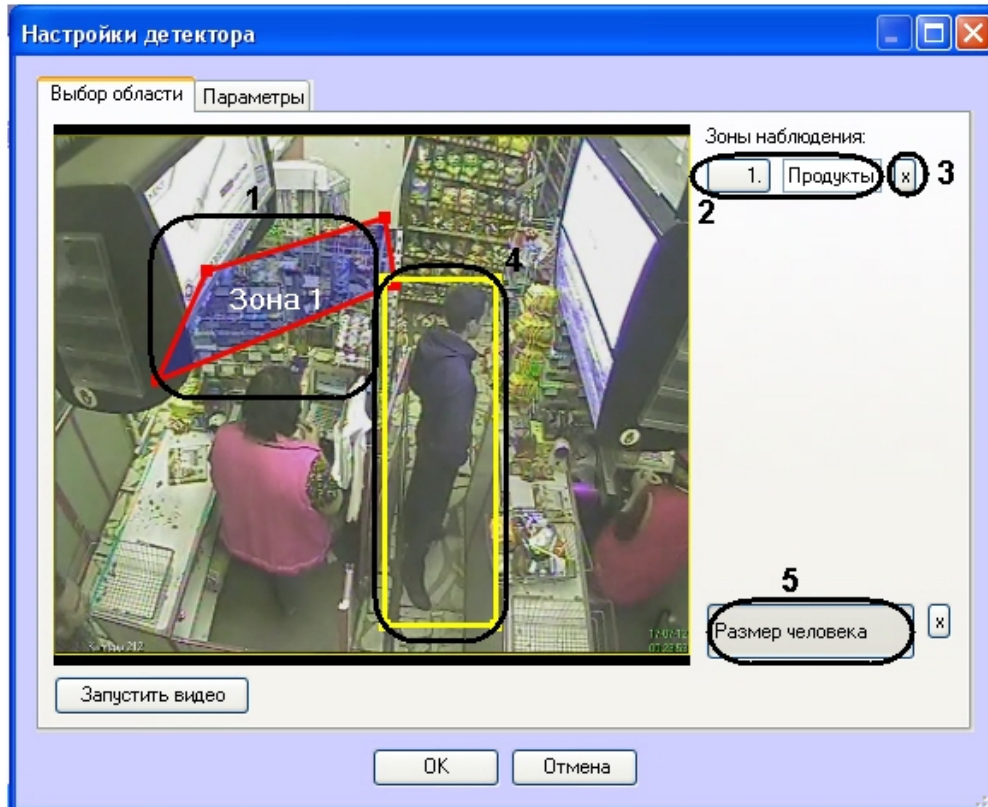 Настройки детектора
Выбор области
Параметры
Зоны наблюдения:
1
2
1. Продукты x
3
4
Зона 1
5
Размер человека x
Запустить видео
OK
Отмена